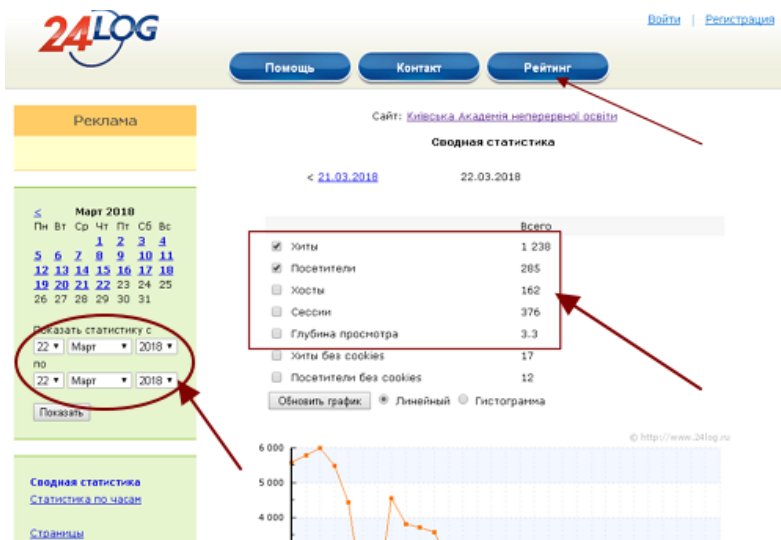 24LOG
Войти | Регистрация
Помощь Контакт Рейтинг
Реклама
Сайт: Київська Академія неперервної освіти
Сводная статистика
< 21.03.2018 22.03.2018
≤ Март 2018
Пн Вт Ср Чт Пт Сб Вс
1 2 3 4
5 6 7 8 9 10 11
12 13 14 15 16 17 18
19 20 21 22 23 24 25
26 27 28 29 30 31
Показать статистику с
22 Март 2018
по
22 Март 2018
Показать
Всего
Хиты 1 238
Посетители 285
Хосты 162
Сессии 376
Глубина просмотра 3.3
Хиты без cookies 17
Посетители без cookies 12
Обновить график Линейный Гистограмма
© http://www.24log.ru
6 000
5 000
4 000
Сводная статистика
Статистика по часам
Страницы